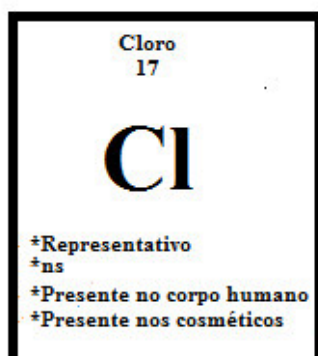 Cloro
17
Cl
*Representativo
*ns
*Presente no corpo humano
*Presente nos cosméticos